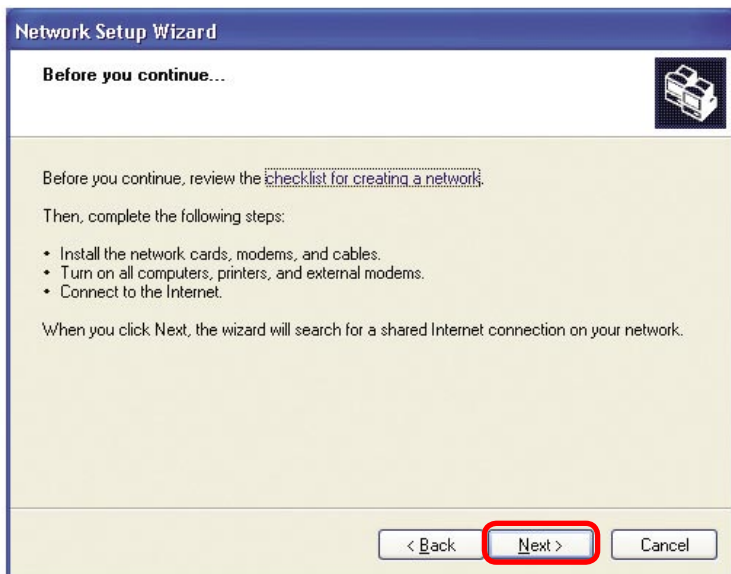 Network Setup Wizard
Before you continue...
Before you continue, review the checklist for creating a network.
Then, complete the following steps:
• Install the network cards, modems, and cables.
• Turn on all computers, printers, and external modems.
• Connect to the Internet.
When you click Next, the wizard will search for a shared Internet connection on your network.
< Back Next > Cancel